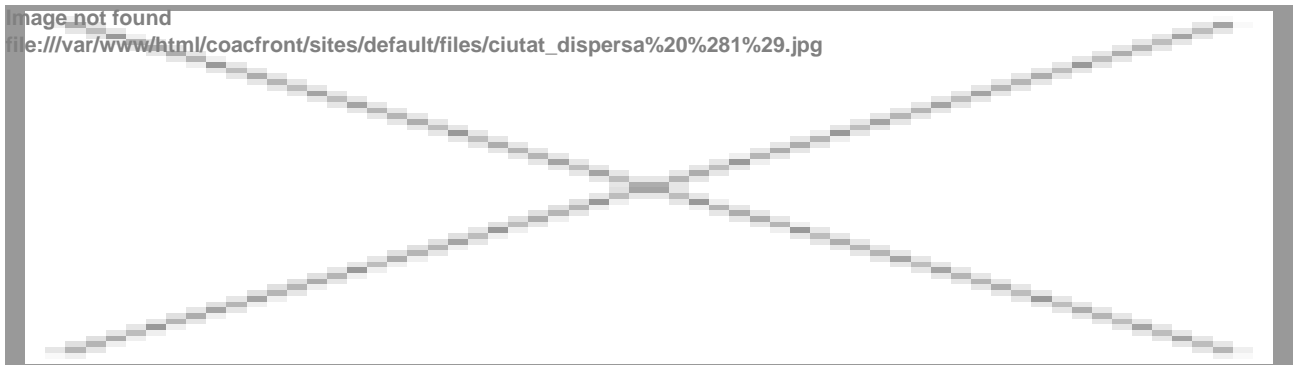 Image not found
file:///var/www/html/coacfront/sites/default/files/ciutat_dispersa%20%281%29.jpg